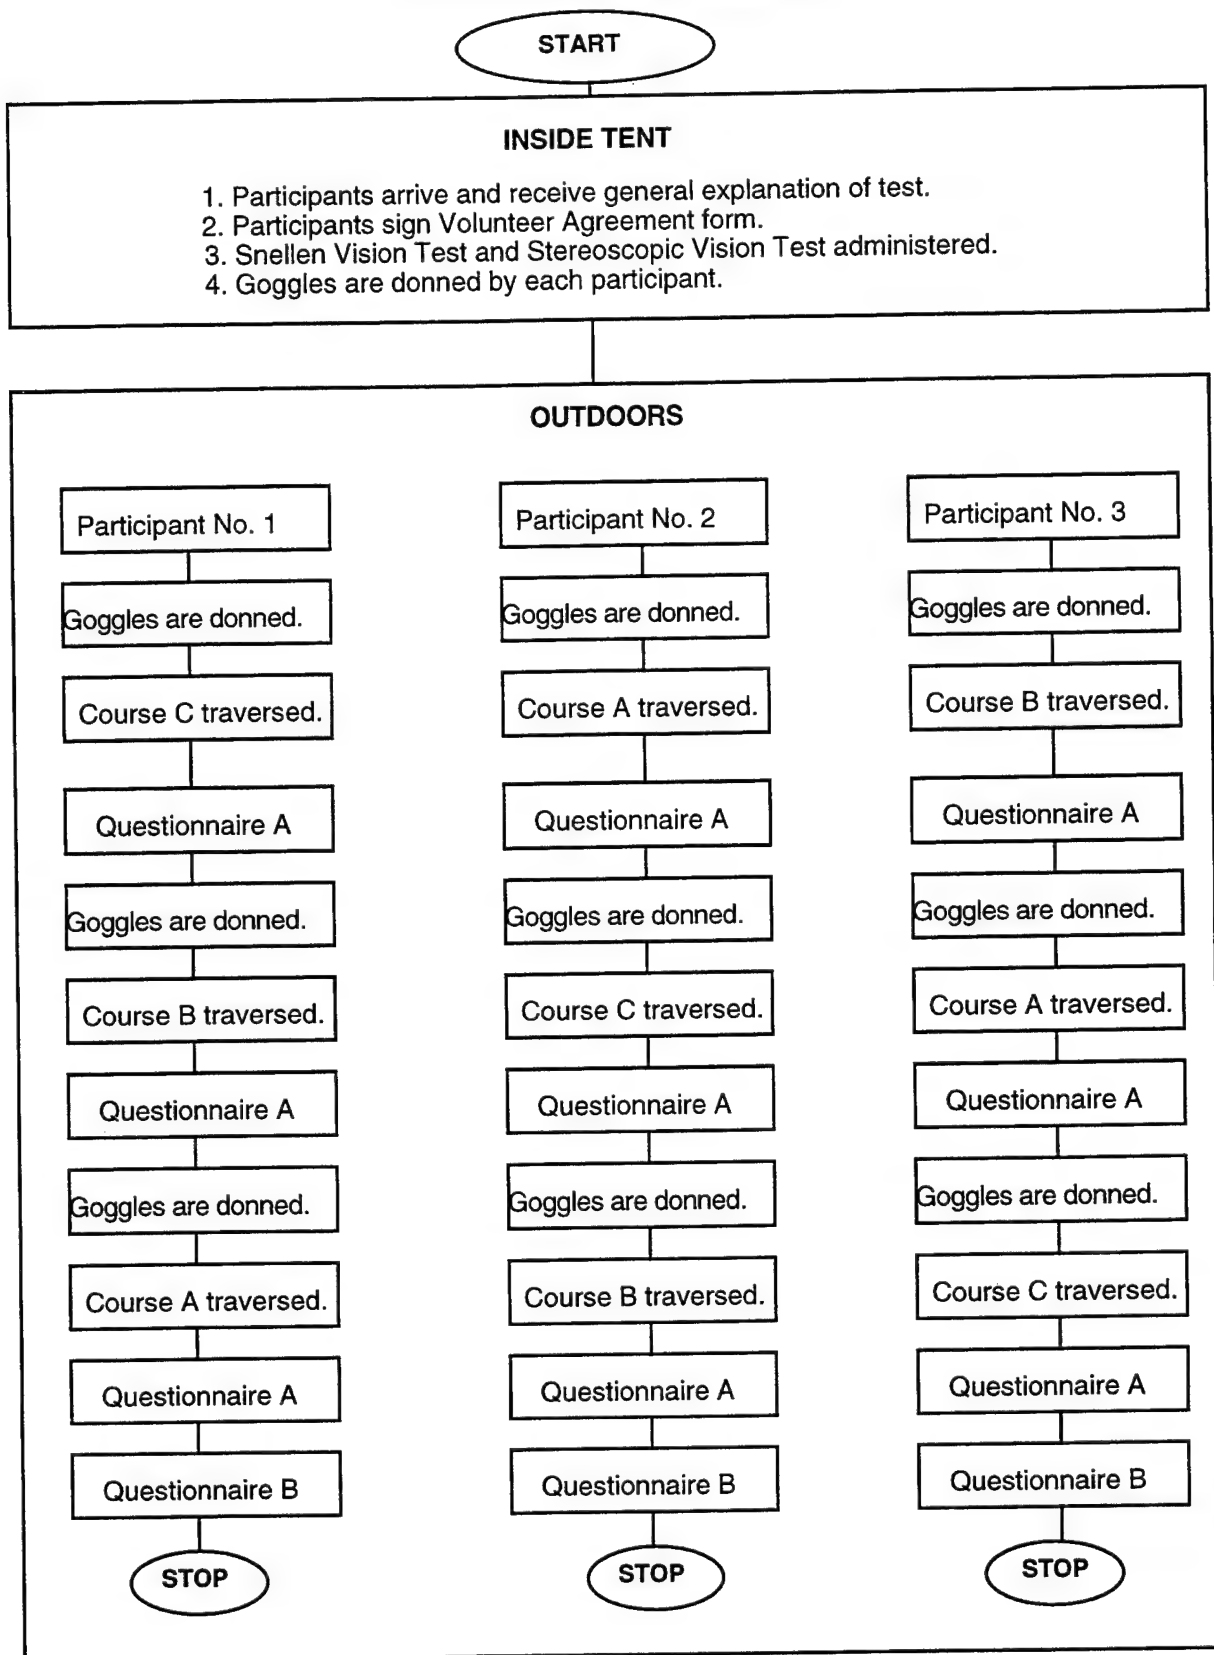 START
INSIDE TENT
1. Participants arrive and receive general explanation of test.
2. Participants sign Volunteer Agreement form.
3. Snellen Vision Test and Stereoscopic Vision Test administered.
4. Goggles are donned by each participant.
OUTDOORS
Participant No. 1
Goggles are donned.
Course C traversed.
Questionnaire A
Goggles are donned.
Course B traversed.
Questionnaire A
Goggles are donned.
Course A traversed.
Questionnaire A
Questionnaire B
STOP
Participant No. 2
Goggles are donned.
Course A traversed.
Questionnaire A
Goggles are donned.
Course C traversed.
Questionnaire A
Goggles are donned.
Course B traversed.
Questionnaire A
Questionnaire B
STOP
Participant No. 3
Goggles are donned.
Course B traversed.
Questionnaire A
Goggles are donned.
Course A traversed.
Questionnaire A
Goggles are donned.
Course C traversed.
Questionnaire A
Questionnaire B
STOP